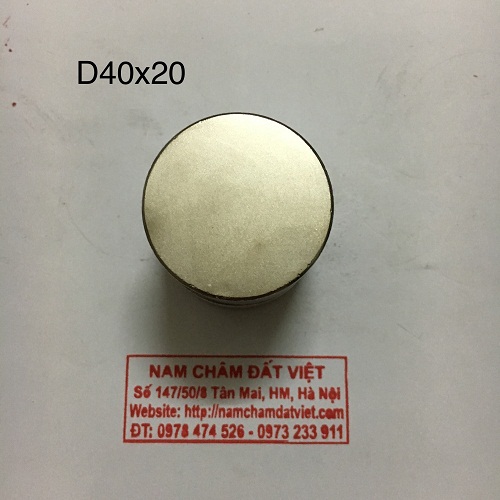 D40x20
NAM CHÂM ĐẤT VIỆT
Số 147/50/8 Tân Mai, HM, Hà Nội
Website: http://namchamdatviet.com
ĐT: 0978 474 526 - 0973 233 911